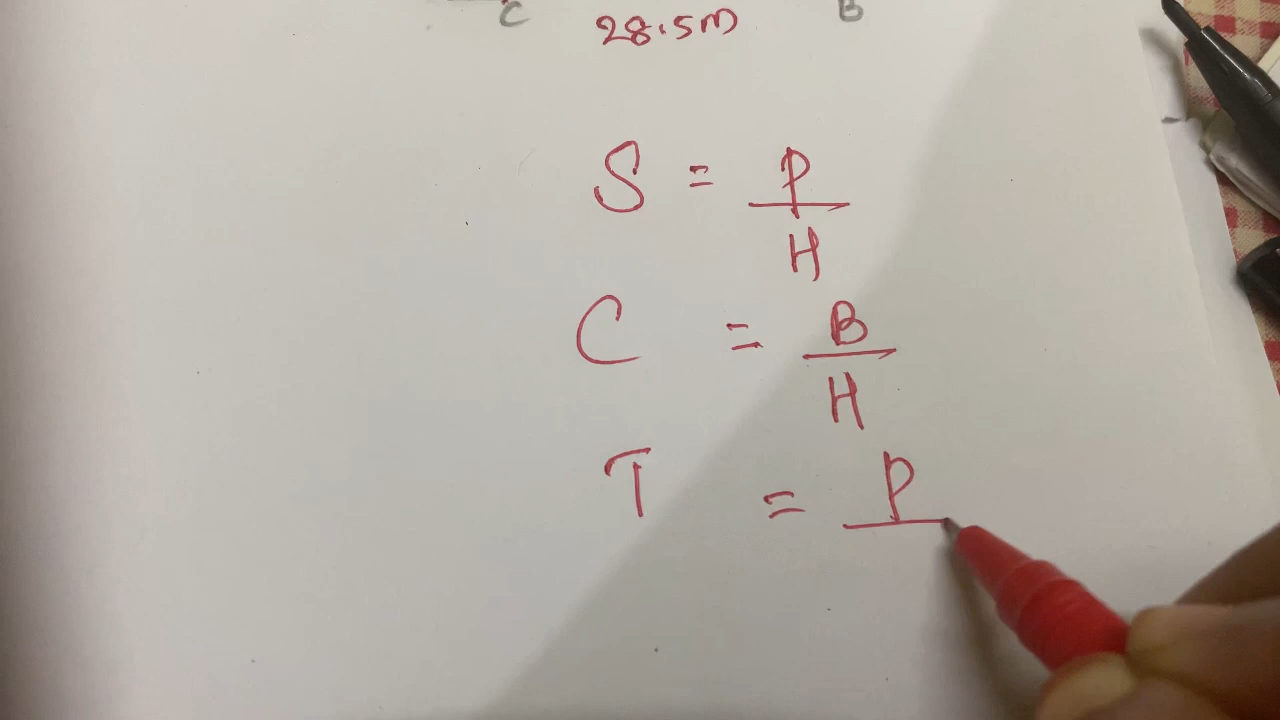 C B
28.5m
S = P/H
C = B/H
T = P